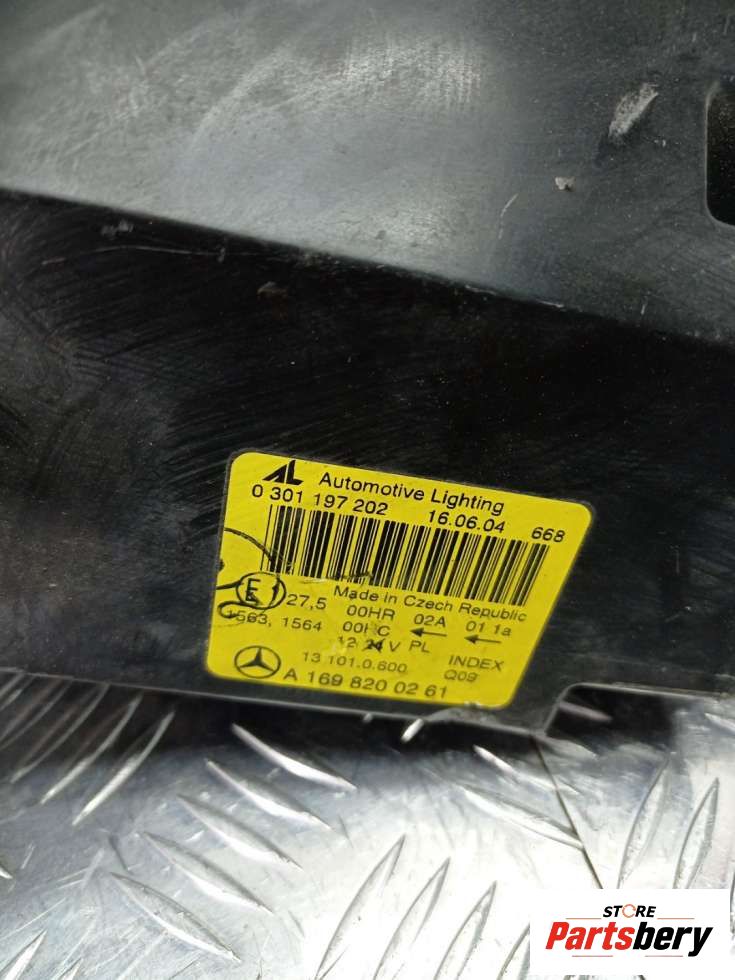 AL Automotive Lighting
0 301 197 202 16.06.04 668
Made in Czech Republic
E1 27,5 00HR 02A 01 1a
1563, 1564 00HC ← ←
12 V PL
13 101.0.600 INDEX
A 169 820 02 61 Q09
STORE
Partsbery